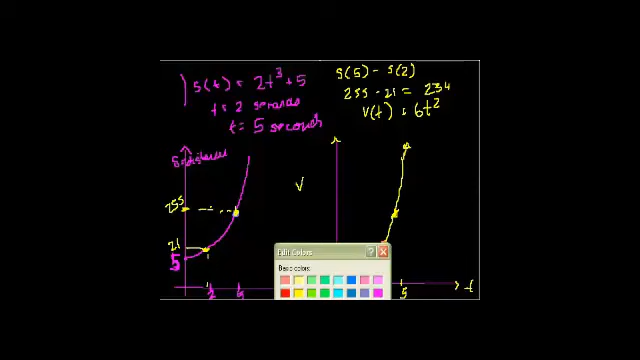 s(t) = 2t³ + 5
t = 2 seconds
t = 5 seconds
s(5) - s(2)
255 - 21 = 234
v(t) = 6t²
s = distance
255
21
5
2
5
v
5
t
Edit Colors
Basic colors: